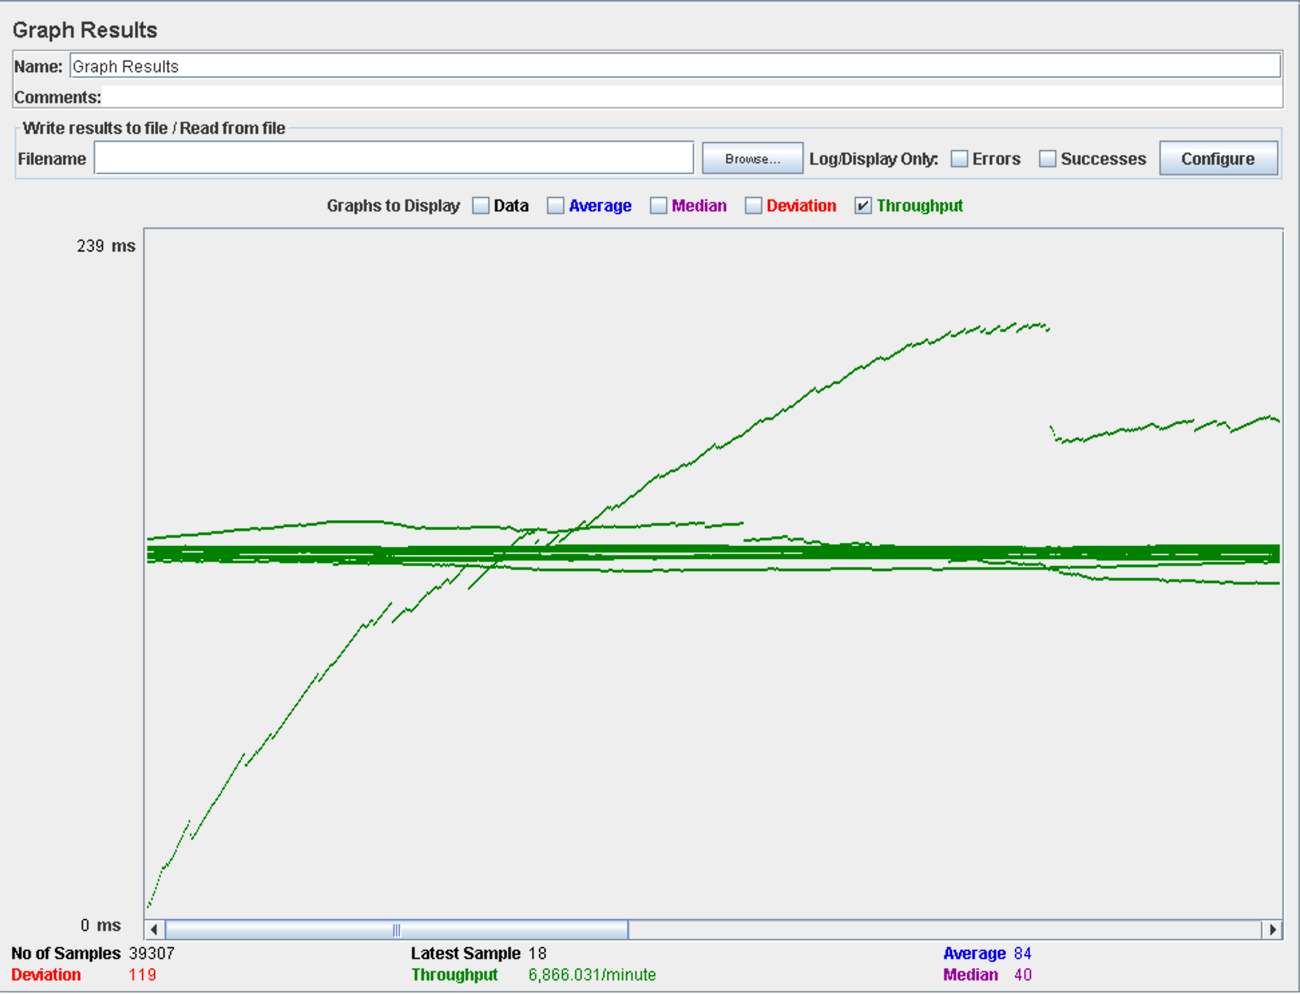 Graph Results
Name: Graph Results
Comments:
Write results to file / Read from file
Filename Browse... Log/Display Only: Errors Successes Configure
Graphs to Display Data Average Median Deviation Throughput
239 ms
0 ms
No of Samples 39307 Latest Sample 18 Average 84
Deviation 119 Throughput 6,866.031/minute Median 40